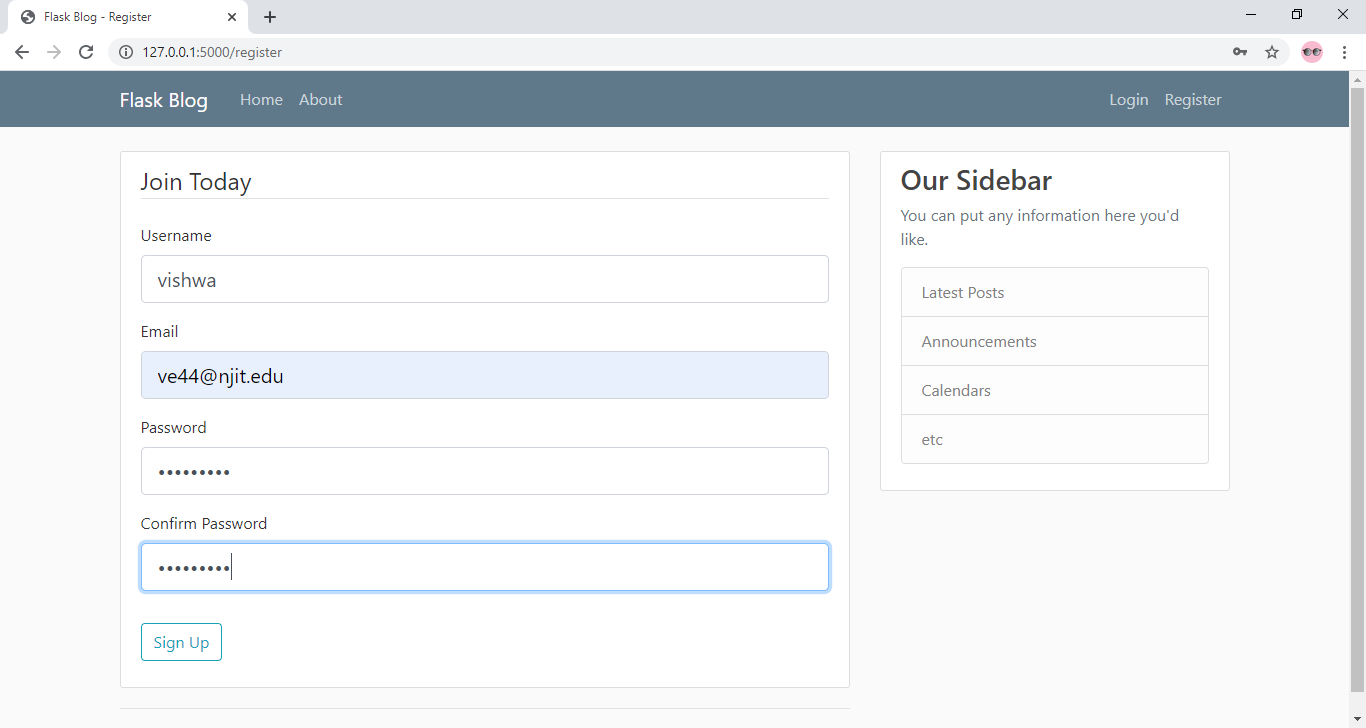 Flask Blog - Register
127.0.0.1:5000/register
Flask Blog Home About Login Register
Join Today
Username
vishwa
Email
ve44@njit.edu
Password
•••••••••
Confirm Password
•••••••••
Sign Up
Our Sidebar
You can put any information here you'd
like.
Latest Posts
Announcements
Calendars
etc